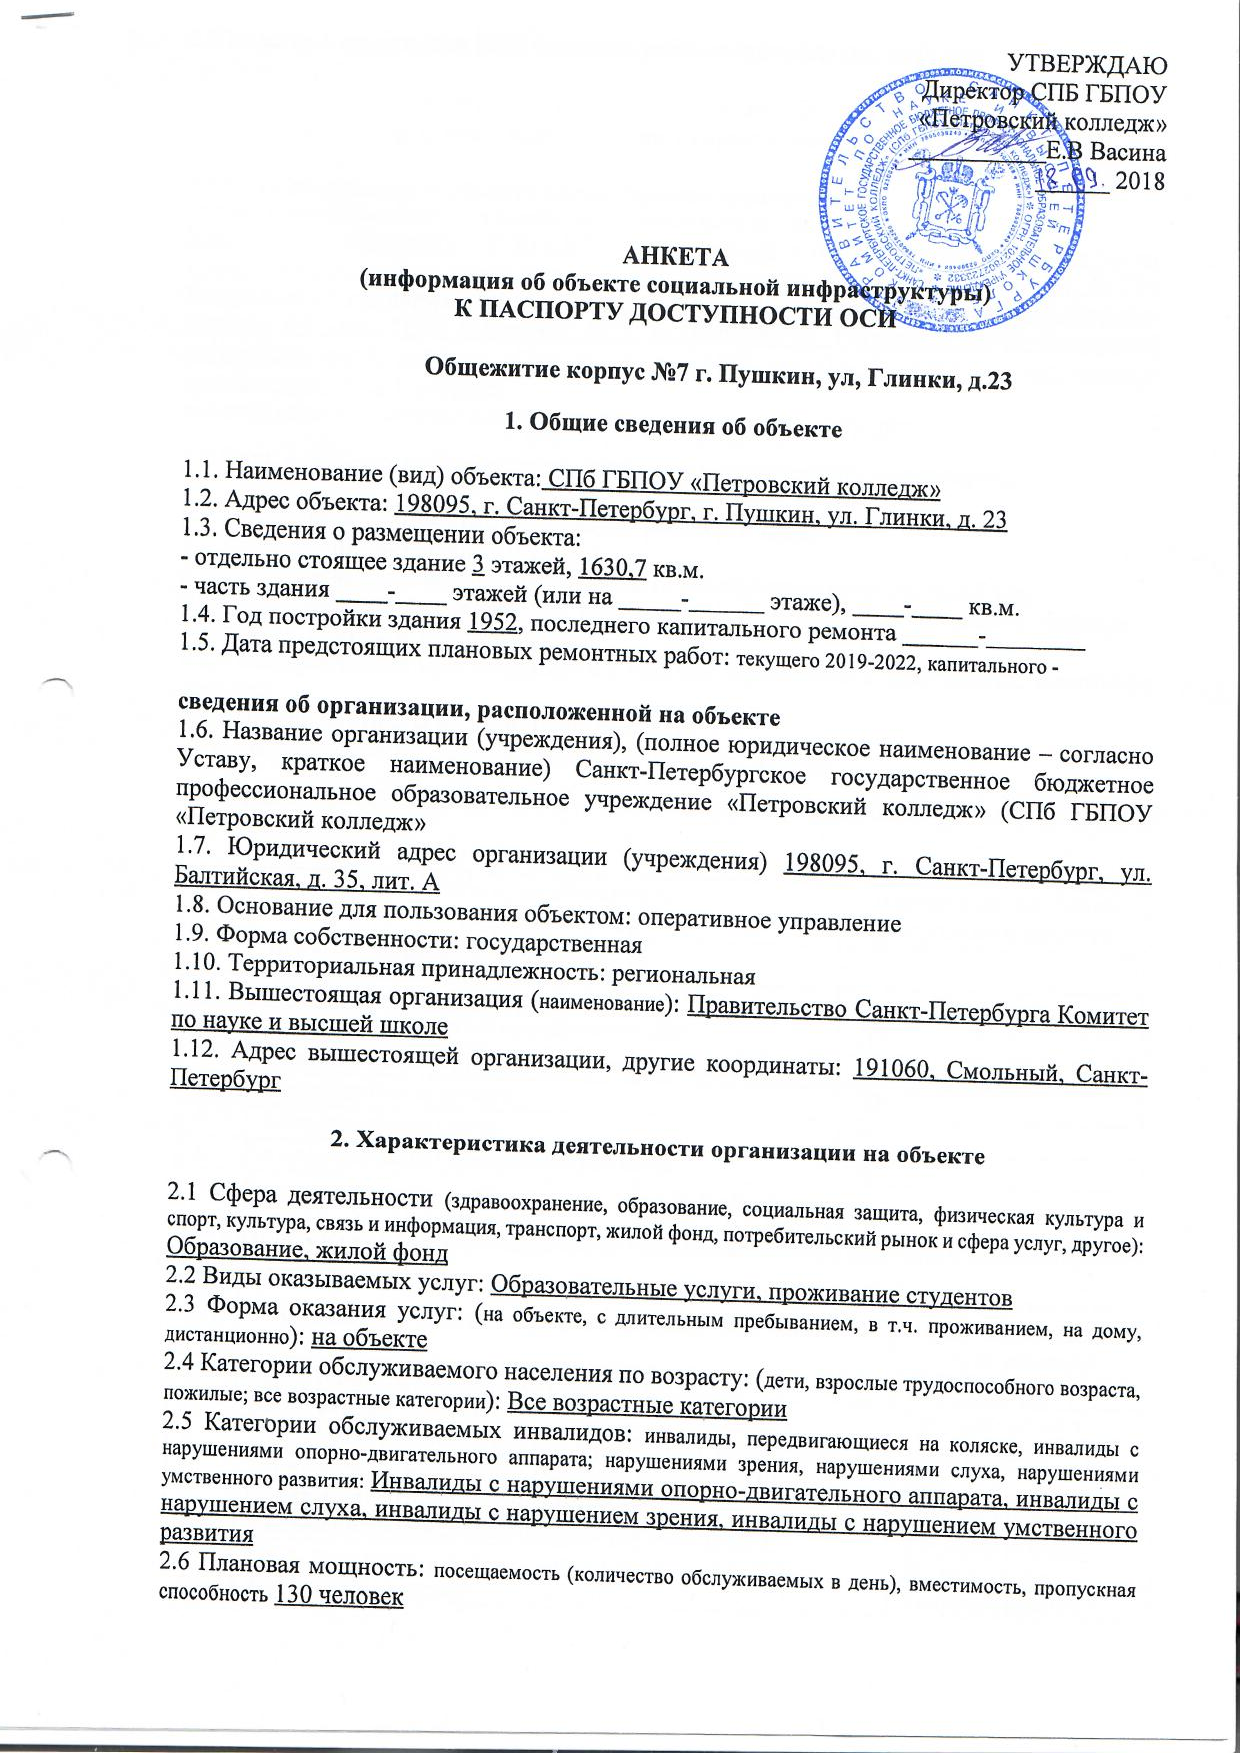 УТВЕРЖДАЮ
Директор СПБ ГБПОУ
«Петровский колледж»
___________Е.В Васина
18.09. 2018
АНКЕТА
(информация об объекте социальной инфраструктуры)
К ПАСПОРТУ ДОСТУПНОСТИ ОСИ
Общежитие корпус №7 г. Пушкин, ул, Глинки, д.23
1. Общие сведения об объекте
1.1. Наименование (вид) объекта: СПб ГБПОУ «Петровский колледж»
1.2. Адрес объекта: 198095, г. Санкт-Петербург, г. Пушкин, ул. Глинки, д. 23
1.3. Сведения о размещении объекта:
- отдельно стоящее здание 3 этажей, 1630,7 кв.м.
- часть здания ____-____ этажей (или на _____-______ этаже), ____-____ кв.м.
1.4. Год постройки здания 1952, последнего капитального ремонта ______ -________
1.5. Дата предстоящих плановых ремонтных работ: текущего 2019-2022, капитального -
сведения об организации, расположенной на объекте
1.6. Название организации (учреждения), (полное юридическое наименование – согласно
Уставу, краткое наименование) Санкт-Петербургское государственное бюджетное
профессиональное образовательное учреждение «Петровский колледж» (СПб ГБПОУ
«Петровский колледж»
1.7. Юридический адрес организации (учреждения) 198095, г. Санкт-Петербург, ул.
Балтийская, д. 35, лит. А
1.8. Основание для пользования объектом: оперативное управление
1.9. Форма собственности: государственная
1.10. Территориальная принадлежность: региональная
1.11. Вышестоящая организация (наименование): Правительство Санкт-Петербурга Комитет
по науке и высшей школе
1.12. Адрес вышестоящей организации, другие координаты: 191060, Смольный, Санкт-
Петербург
2. Характеристика деятельности организации на объекте
2.1 Сфера деятельности (здравоохранение, образование, социальная защита, физическая культура и
спорт, культура, связь и информация, транспорт, жилой фонд, потребительский рынок и сфера услуг, другое):
Образование, жилой фонд
2.2 Виды оказываемых услуг: Образовательные услуги, проживание студентов
2.3 Форма оказания услуг: (на объекте, с длительным пребыванием, в т.ч. проживанием, на дому,
дистанционно): на объекте
2.4 Категории обслуживаемого населения по возрасту: (дети, взрослые трудоспособного возраста,
пожилые; все возрастные категории): Все возрастные категории
2.5 Категории обслуживаемых инвалидов: инвалиды, передвигающиеся на коляске, инвалиды с
нарушениями опорно-двигательного аппарата; нарушениями зрения, нарушениями слуха, нарушениями
умственного развития: Инвалиды с нарушениями опорно-двигательного аппарата, инвалиды с
нарушением слуха, инвалиды с нарушением зрения, инвалиды с нарушением умственного
развития
2.6 Плановая мощность: посещаемость (количество обслуживаемых в день), вместимость, пропускная
способность 130 человек